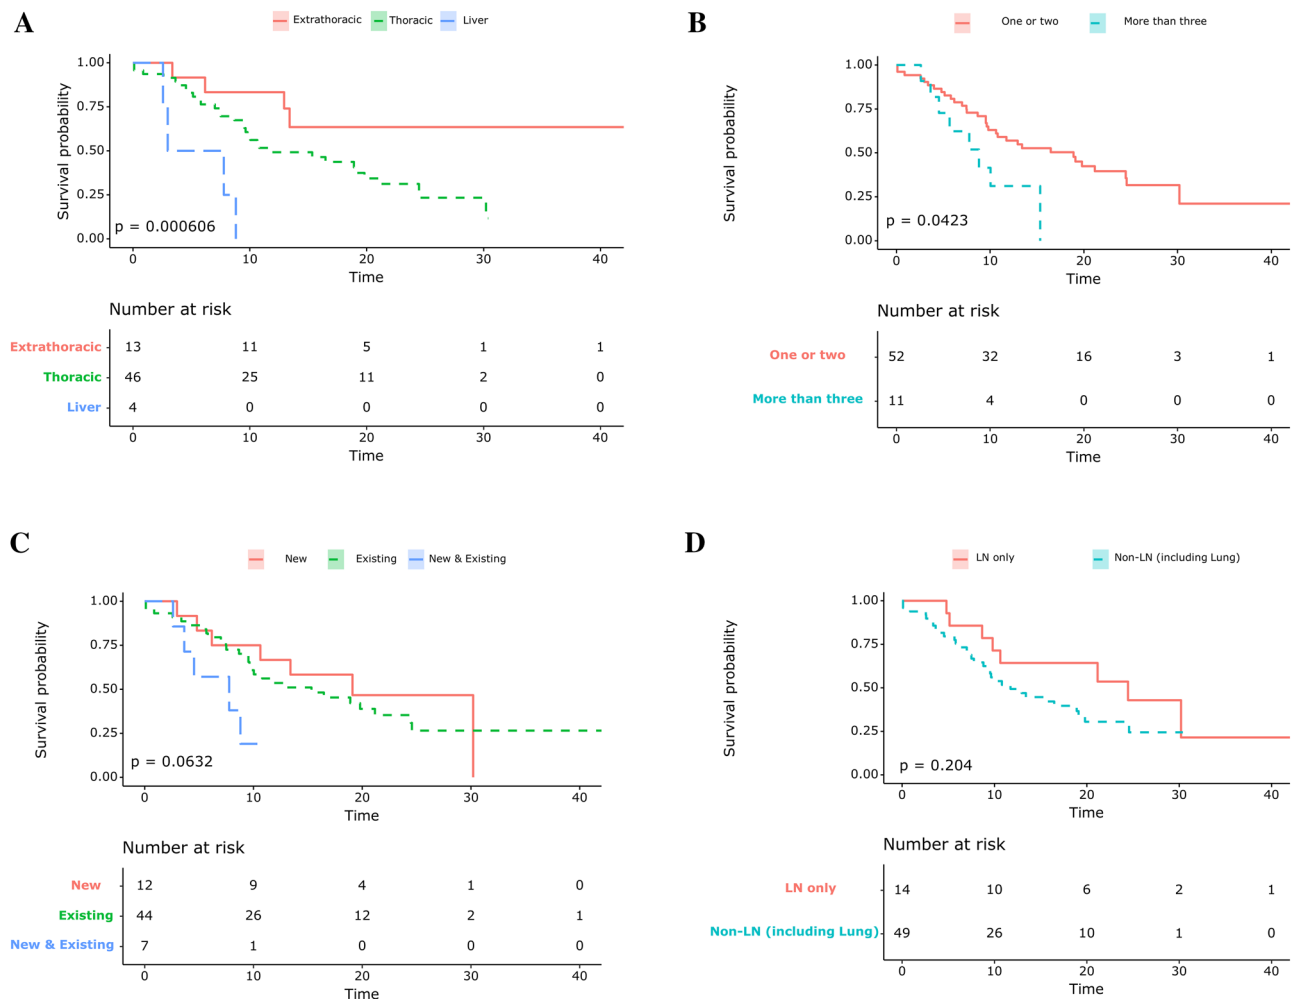 A
Extrathoracic Thoracic Liver
Survival probability
1.00
0.75
0.50
0.25
0.00
p = 0.000606
0 10 20 30 40
Time
Number at risk
Extrathoracic 13 11 5 1 1
Thoracic 46 25 11 2 0
Liver 4 0 0 0 0
0 10 20 30 40
Time
B
One or two More than three
Survival probability
1.00
0.75
0.50
0.25
0.00
p = 0.0423
0 10 20 30 40
Time
Number at risk
One or two 52 32 16 3 1
More than three 11 4 0 0 0
0 10 20 30 40
Time
C
New Existing New & Existing
Survival probability
1.00
0.75
0.50
0.25
0.00
p = 0.0632
0 10 20 30 40
Time
Number at risk
New 12 9 4 1 0
Existing 44 26 12 2 1
New & Existing 7 1 0 0 0
0 10 20 30 40
Time
D
LN only Non-LN (including Lung)
Survival probability
1.00
0.75
0.50
0.25
0.00
p = 0.204
0 10 20 30 40
Time
Number at risk
LN only 14 10 6 2 1
Non-LN (including Lung) 49 26 10 1 0
0 10 20 30 40
Time